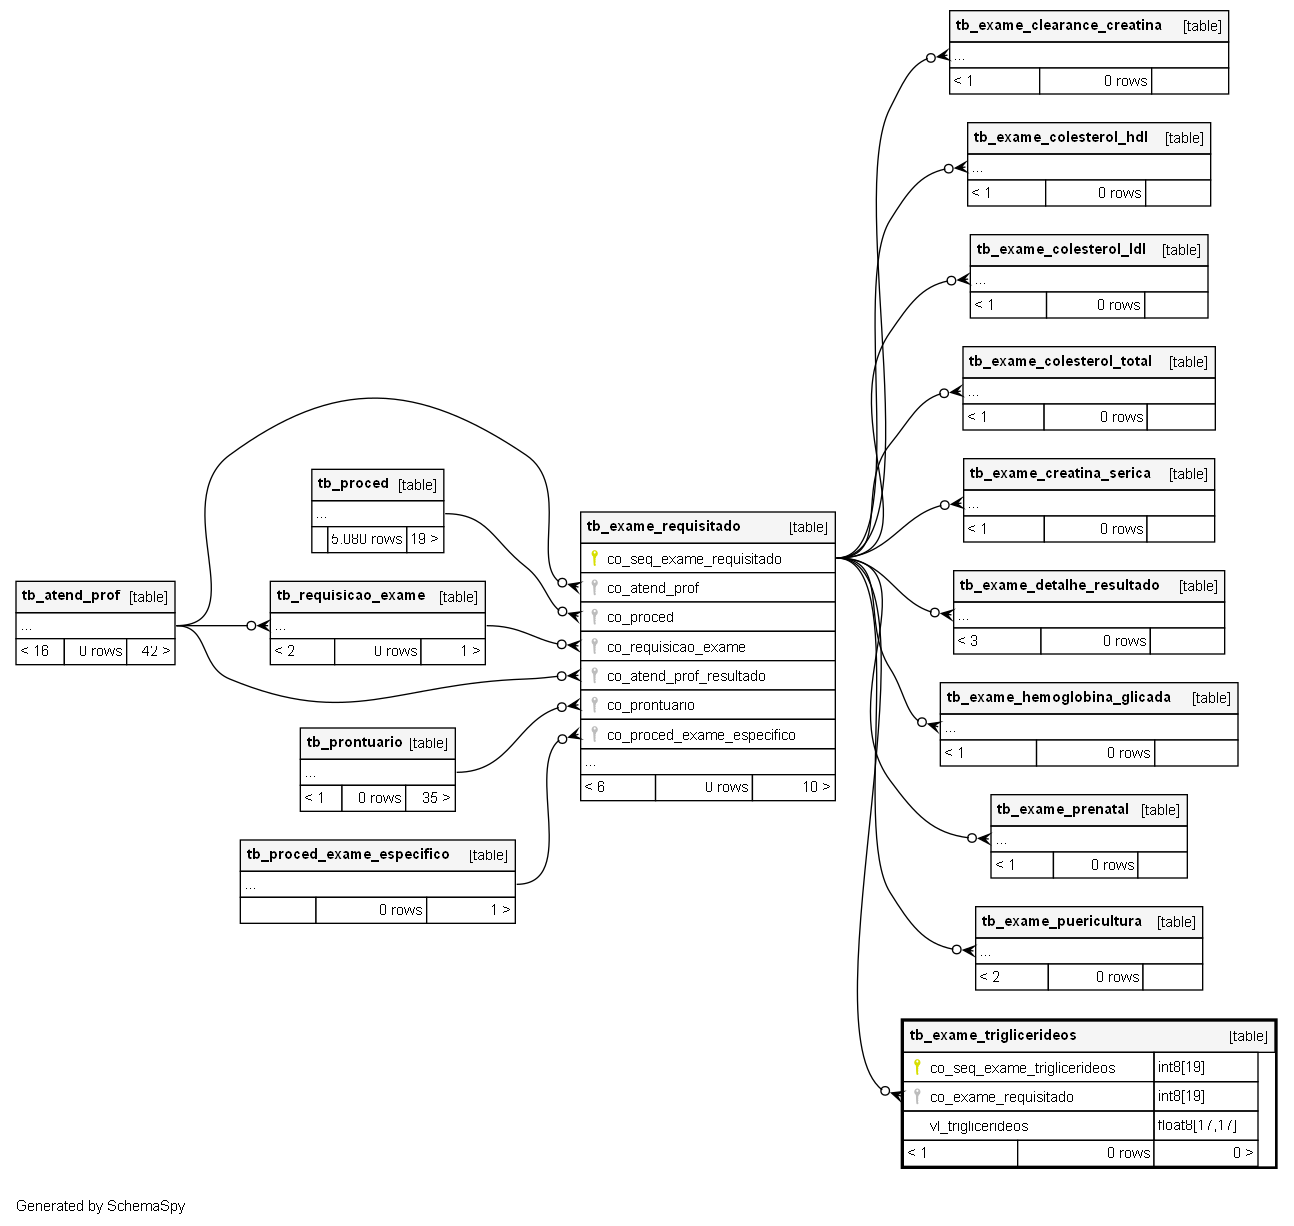 tb_exame_clearance_creatina [table]
...
< 1 0 rows
tb_exame_colesterol_hdl [table]
...
< 1 0 rows
tb_exame_colesterol_ldl [table]
...
< 1 0 rows
tb_exame_colesterol_total [table]
...
< 1 0 rows
tb_exame_creatina_serica [table]
...
< 1 0 rows
tb_exame_detalhe_resultado [table]
...
< 3 0 rows
tb_exame_hemoglobina_glicada [table]
...
< 1 0 rows
tb_exame_prenatal [table]
...
< 1 0 rows
tb_exame_puericultura [table]
...
< 2 0 rows
tb_exame_triglicerideos [table]
co_seq_exame_triglicerideos int8[19]
co_exame_requisitado int8[19]
vl_triglicerideos float8[17,17]
< 1 0 rows 0 >
tb_exame_requisitado [table]
co_seq_exame_requisitado
co_atend_prof
co_proced
co_requisicao_exame
co_atend_prof_resultado
co_prontuario
co_proced_exame_especifico
...
< 6 0 rows 10 >
tb_proced [table]
...
5.080 rows 19 >
tb_requisicao_exame [table]
...
< 2 0 rows 1 >
tb_atend_prof [table]
...
< 16 0 rows 42 >
tb_prontuario [table]
...
< 1 0 rows 35 >
tb_proced_exame_especifico [table]
...
0 rows 1 >
Generated by SchemaSpy